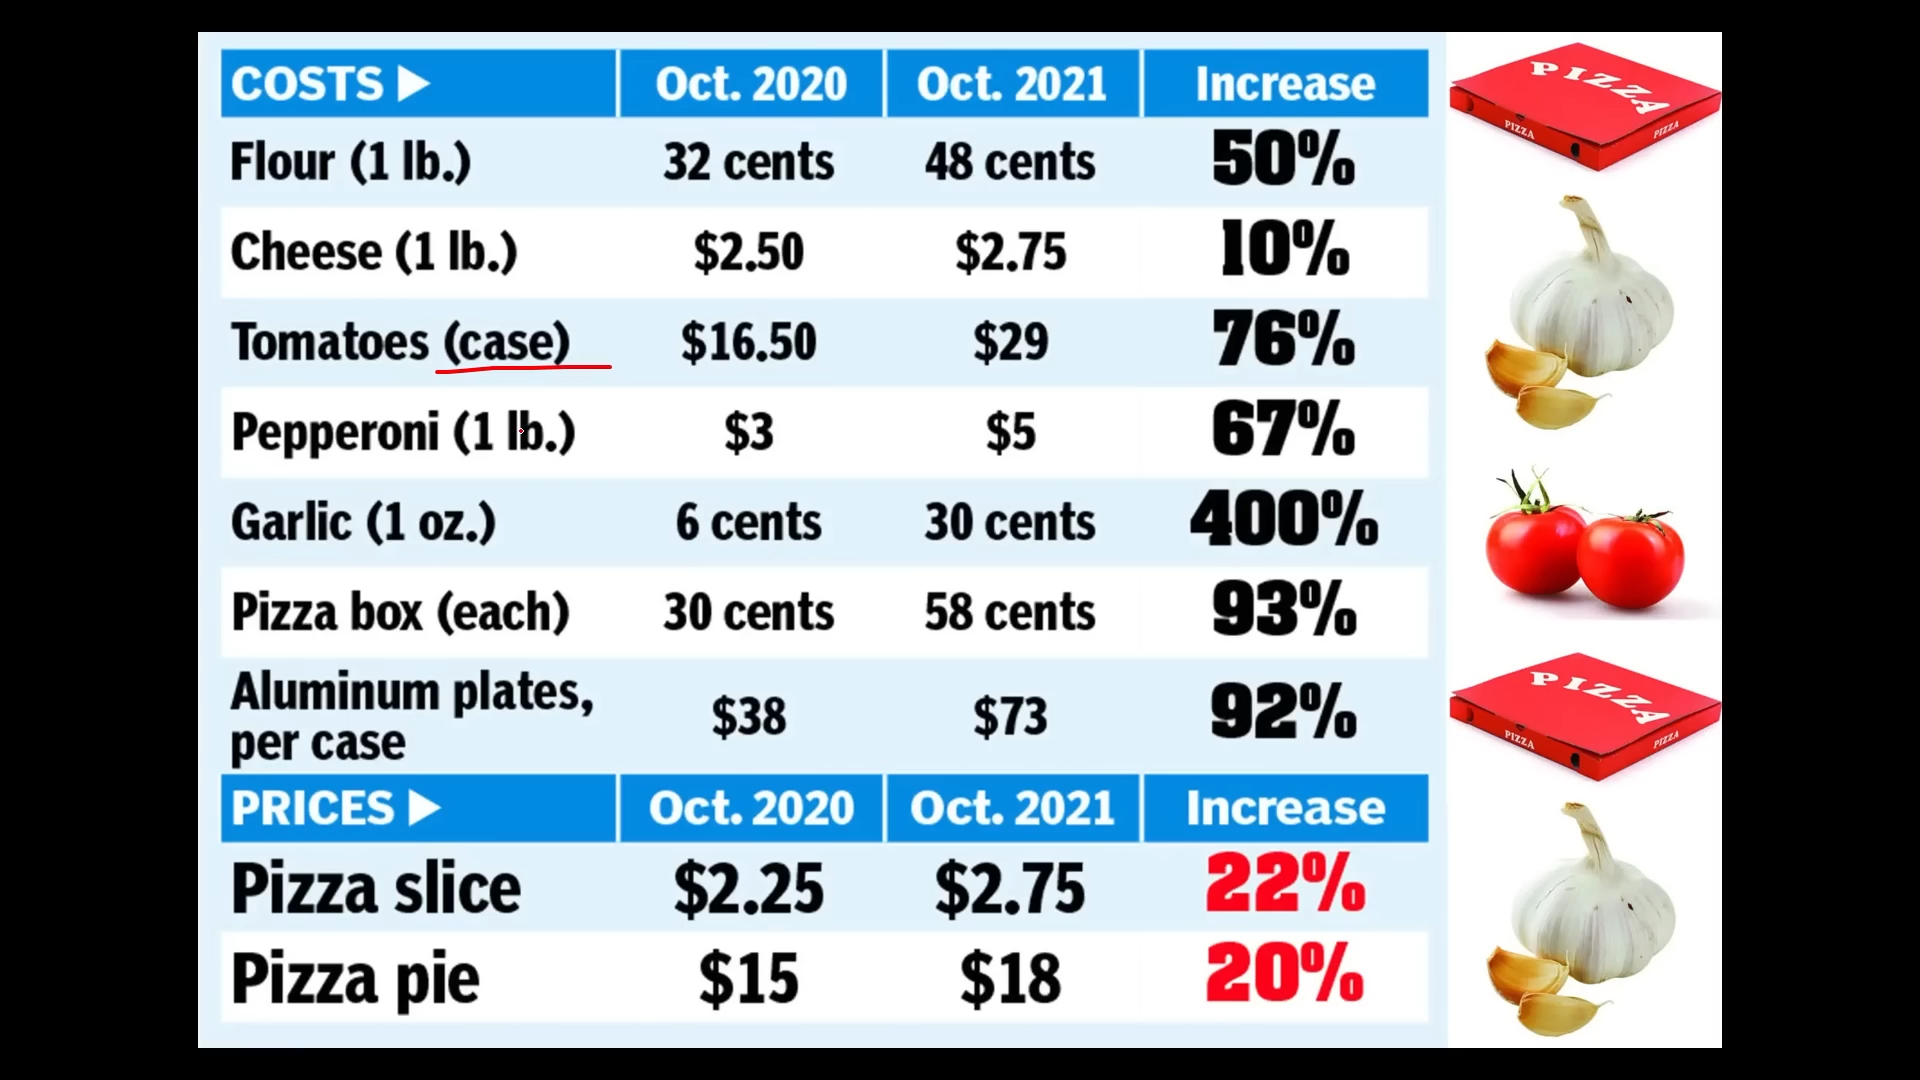 COSTS ▶ Oct. 2020 Oct. 2021 Increase
Flour (1 lb.) 32 cents 48 cents 50%
Cheese (1 lb.) $2.50 $2.75 10%
Tomatoes (case) $16.50 $29 76%
Pepperoni (1 lb.) $3 $5 67%
Garlic (1 oz.) 6 cents 30 cents 400%
Pizza box (each) 30 cents 58 cents 93%
Aluminum plates,
per case $38 $73 92%
PRICES ▶ Oct. 2020 Oct. 2021 Increase
Pizza slice $2.25 $2.75 22%
Pizza pie $15 $18 20%
PIZZA
PIZZA
PIZZA
PIZZA
PIZZA
PIZZA